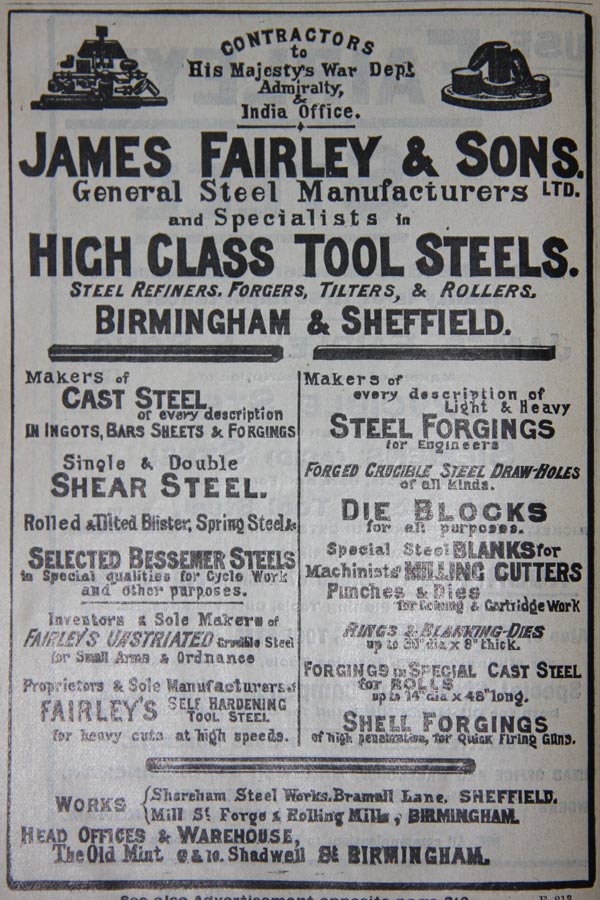 CONTRACTORS
to
His Majesty's War Dept
Admiralty,
&
India Office.
JAMES FAIRLEY & SONS.
General Steel Manufacturers LTD.
and Specialists in
HIGH CLASS TOOL STEELS.
STEEL REFINERS, FORGERS, TILTERS, & ROLLERS.
BIRMINGHAM & SHEFFIELD.
Makers of
CAST STEEL
of every description
IN INGOTS, BARS SHEETS & FORGINGS
Single & Double
SHEAR STEEL.
Rolled & Tilted Blister, Spring Steel &c
SELECTED BESSEMER STEELS
in Special qualities for Cycle Work
and other purposes.
Inventors & Sole Makers of
FAIRLEY'S UNSTRIATED Crucible Steel
for Small Arms & Ordnance
Proprietors & Sole Manufacturers of
FAIRLEY'S SELF HARDENING
TOOL STEEL
for heavy cuts at high speeds.
Makers of
every description of
Light & Heavy
STEEL FORGINGS
for Engineers
FORGED CRUCIBLE STEEL DRAW-HOLES
of all kinds.
DIE BLOCKS
for all purposes.
Special Steel BLANKS for
Machinists' MILLING CUTTERS
Punches & Dies
for Coining & Cartridge Work
RINGS & BLANKING-DIES
up to 30" dia x 8" thick.
FORGINGS in SPECIAL CAST STEEL
for ROLLS
up to 14" dia x 48" long.
SHELL FORGINGS
of high penetration, for Quick Firing Guns.
WORKS { Shoreham Steel Works, Bramall Lane, SHEFFIELD.
Mill St Forge & Rolling Mills, BIRMINGHAM.
HEAD OFFICES & WAREHOUSE,
The Old Mint 9 & 10. Shadwell St BIRMINGHAM.